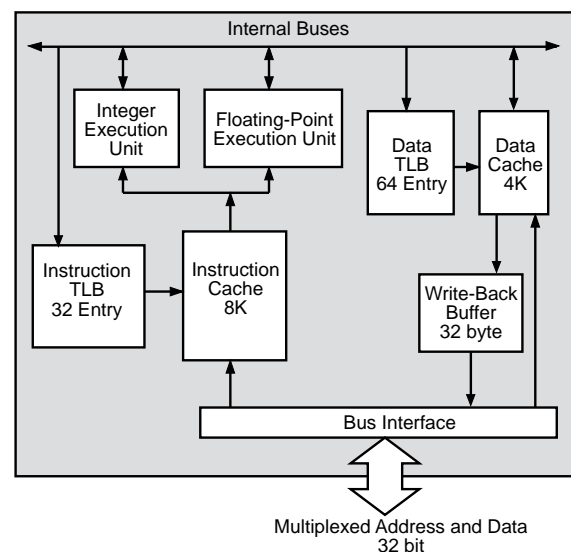 Internal Buses
Integer
Execution
Unit
Floating-Point
Execution Unit
Data
TLB
64 Entry
Data
Cache
4K
Instruction
TLB
32 Entry
Instruction
Cache
8K
Write-Back
Buffer
32 byte
Bus Interface
Multiplexed Address and Data
32 bit